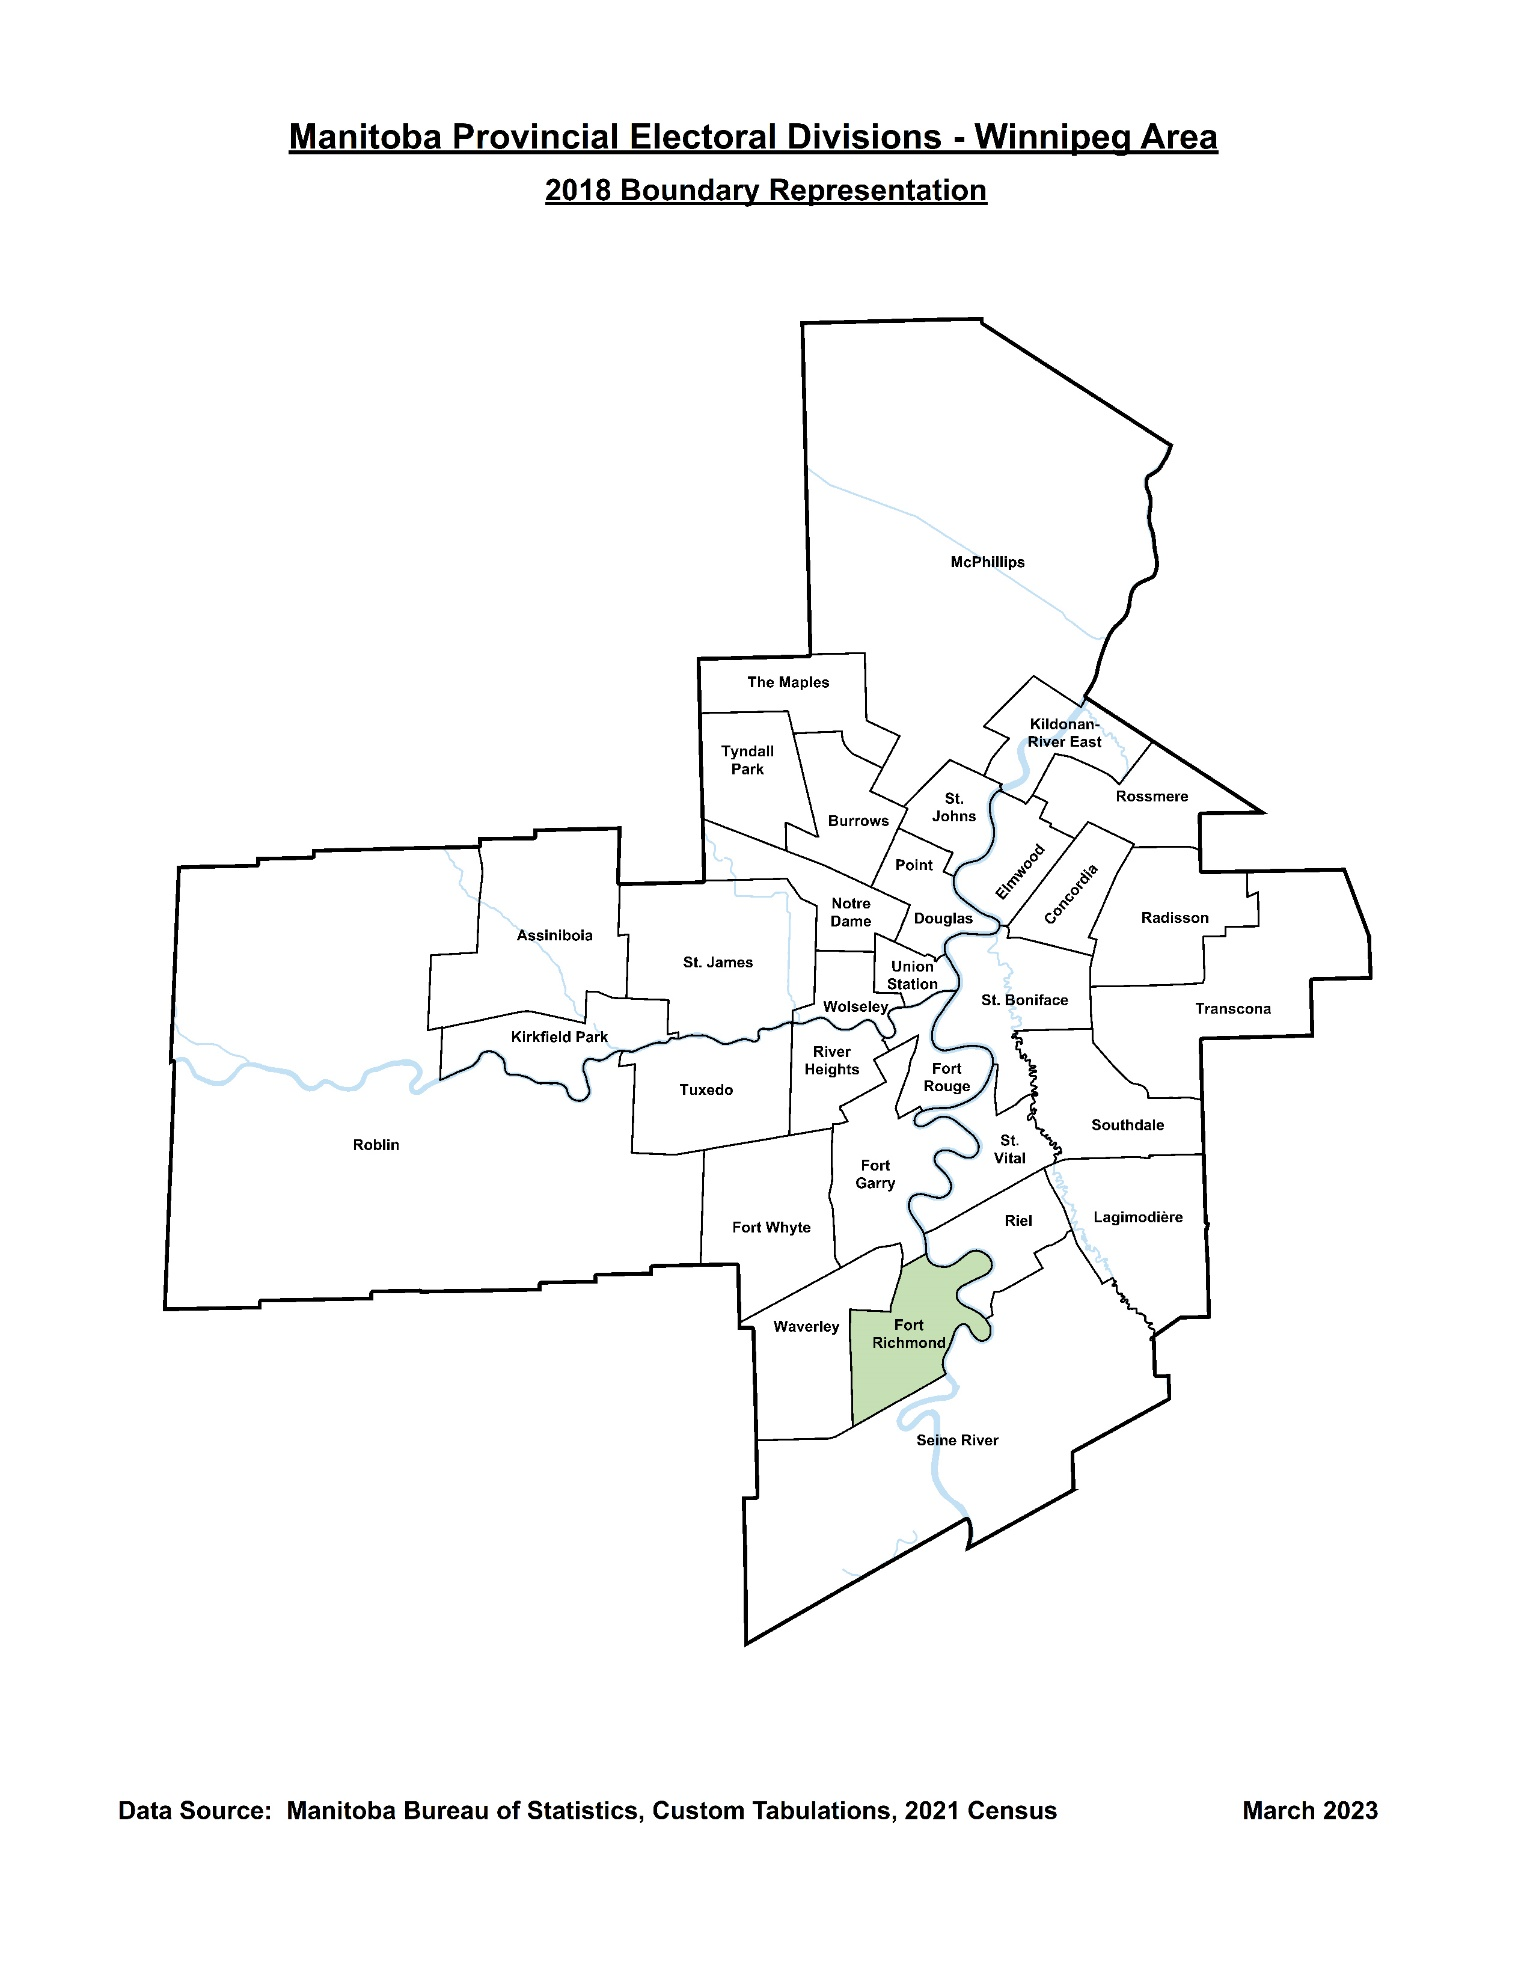 Manitoba Provincial Electoral Divisions - Winnipeg Area
2018 Boundary Representation
McPhillips
The Maples
Kildonan-
River East
Tyndall
Park
Rossmere
St.
Johns
Burrows
Point
Elmwood
Concordia
Notre
Dame
Douglas
Radisson
Assiniboia
St. James
Union
Station
St. Boniface
Wolseley
Transcona
Kirkfield Park
River
Heights
Fort
Rouge
Tuxedo
Southdale
Roblin
St.
Vital
Fort
Garry
Riel
Lagimodière
Fort Whyte
Waverley
Fort
Richmond
Seine River
Data Source:  Manitoba Bureau of Statistics, Custom Tabulations, 2021 Census
March 2023